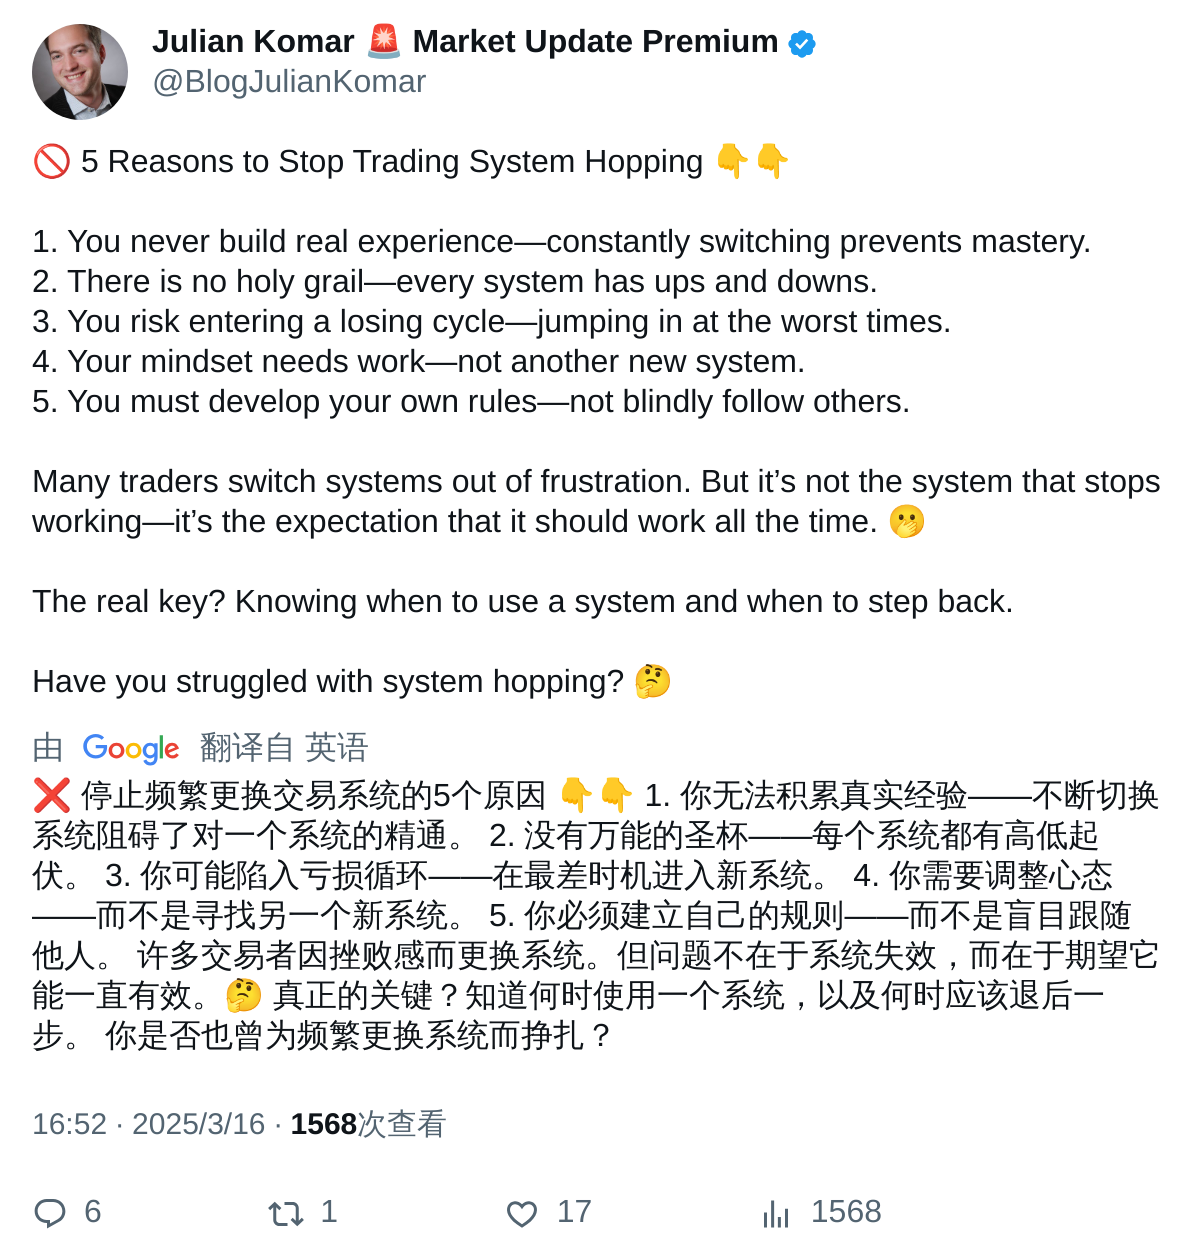 Julian Komar 🚨 Market Update Premium
@BlogJulianKomar
🚫 5 Reasons to Stop Trading System Hopping 👇👇
1. You never build real experience—constantly switching prevents mastery.
2. There is no holy grail—every system has ups and downs.
3. You risk entering a losing cycle—jumping in at the worst times.
4. Your mindset needs work—not another new system.
5. You must develop your own rules—not blindly follow others.
Many traders switch systems out of frustration. But it’s not the system that stops
working—it’s the expectation that it should work all the time. 🫢
The real key? Knowing when to use a system and when to step back.
Have you struggled with system hopping? 🤔
由 Google 翻译自 英语
❌ 停止频繁更换交易系统的5个原因 👇👇 1. 你无法积累真实经验——不断切换
系统阻碍了对一个系统的精通。 2. 没有万能的圣杯——每个系统都有高低起
伏。 3. 你可能陷入亏损循环——在最差时机进入新系统。 4. 你需要调整心态
——而不是寻找另一个新系统。 5. 你必须建立自己的规则——而不是盲目跟随
他人。 许多交易者因挫败感而更换系统。但问题不在于系统失效，而在于期望它
能一直有效。🤔 真正的关键？知道何时使用一个系统，以及何时应该退后一
步。 你是否也曾为频繁更换系统而挣扎？
16:52 · 2025/3/16 · 1568次查看
6 1 17 1568